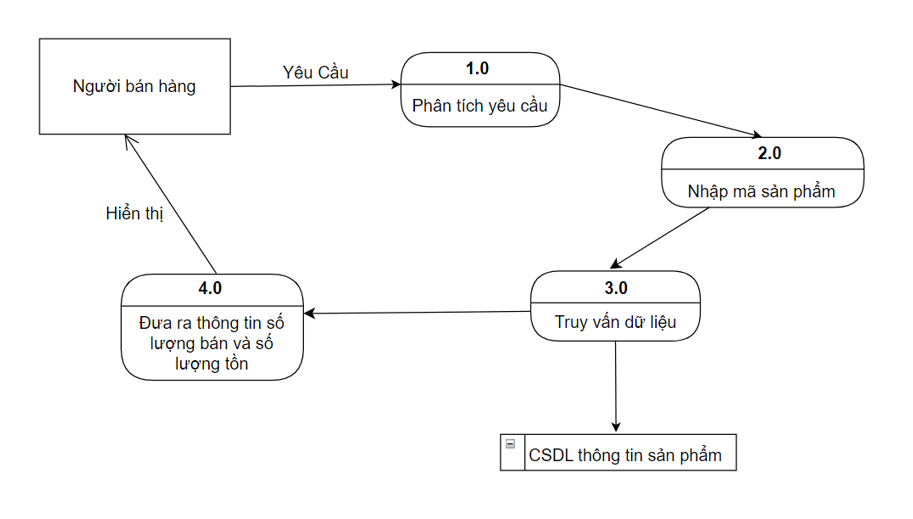 Người bán hàng
Yêu Cầu
1.0
Phân tích yêu cầu
2.0
Nhập mã sản phẩm
3.0
Truy vấn dữ liệu
4.0
Đưa ra thông tin số
lượng bán và số
lượng tồn
Hiển thị
CSDL thông tin sản phẩm